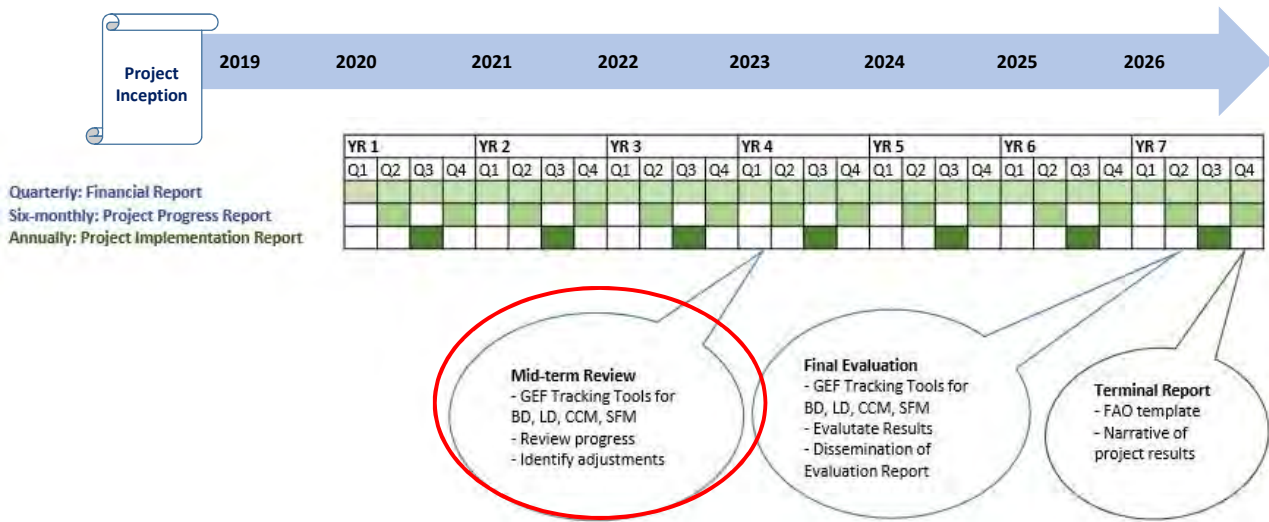 Project
Inception
2019 2020 2021 2022 2023 2024 2025 2026
YR 1 YR 2 YR 3 YR 4 YR 5 YR 6 YR 7
Q1 Q2 Q3 Q4 Q1 Q2 Q3 Q4 Q1 Q2 Q3 Q4 Q1 Q2 Q3 Q4 Q1 Q2 Q3 Q4 Q1 Q2 Q3 Q4 Q1 Q2 Q3 Q4
Quarterly: Financial Report
Six-monthly: Project Progress Report
Annually: Project Implementation Report
Mid-term Review
- GEF Tracking Tools for
BD, LD, CCM, SFM
- Review progress
- Identify adjustments
Final Evaluation
- GEF Tracking Tools for
BD, LD, CCM, SFM
- Evalutate Results
- Dissemination of
Evaluation Report
Terminal Report
- FAO template
- Narrative of
project results